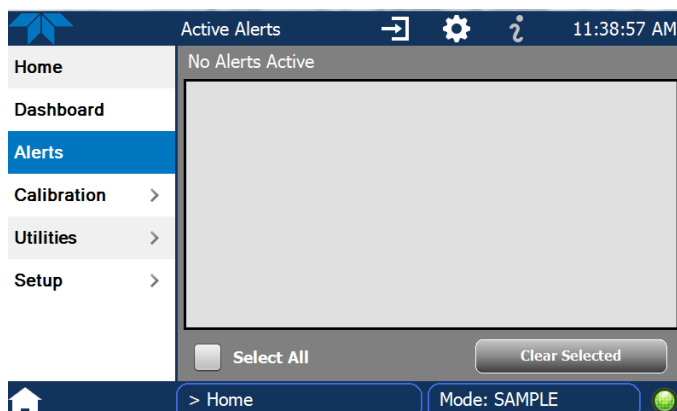 Active Alerts
11:38:57 AM
Home
Dashboard
Alerts
Calibration
Utilities
Setup
No Alerts Active
Select All
Clear Selected
> Home
Mode: SAMPLE